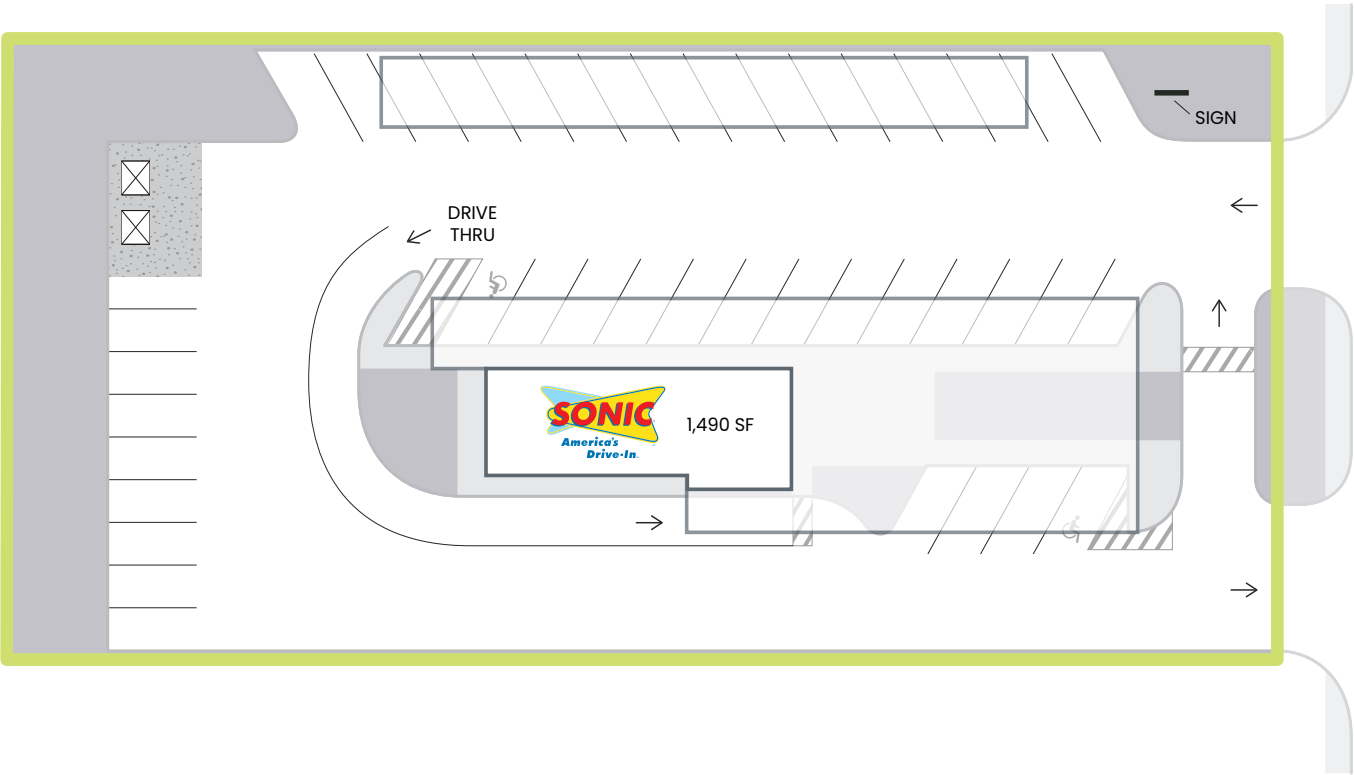 SIGN
DRIVE
THRU
SONIC
America's
Drive-In.
1,490 SF